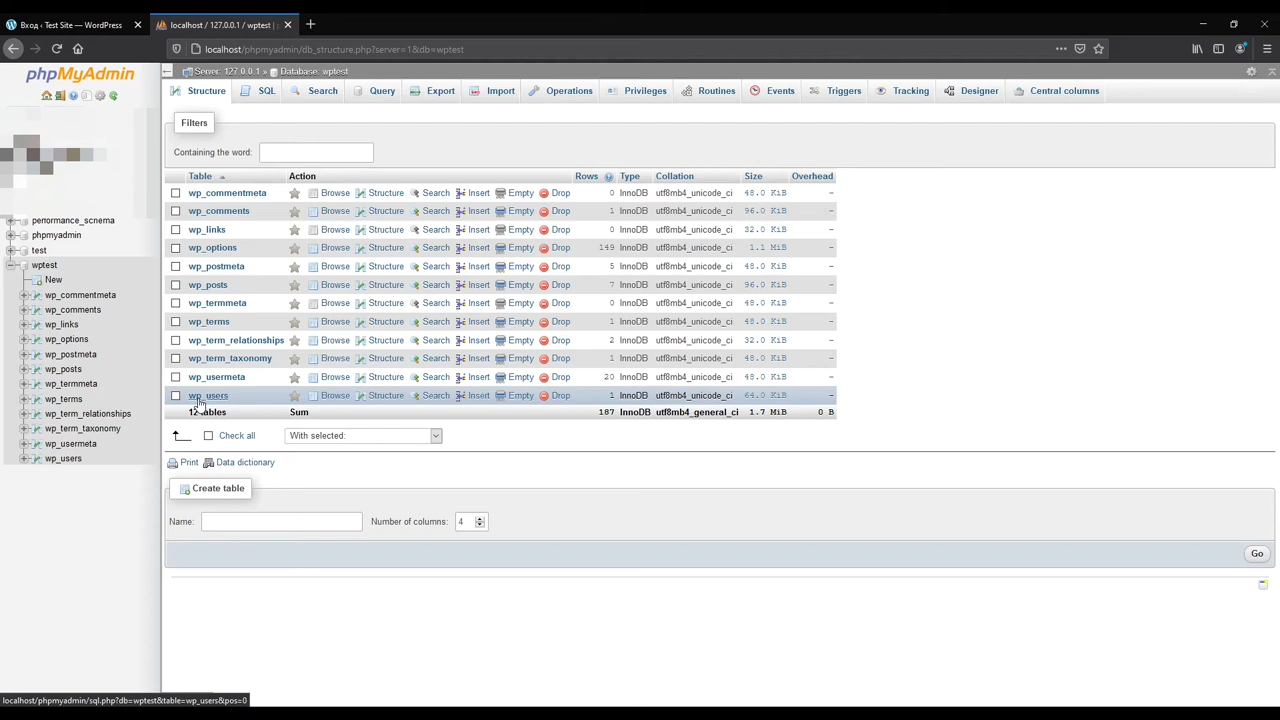 Вход ‹ Test Site — WordPress
localhost / 127.0.0.1 / wptest |
localhost/phpmyadmin/db_structure.php?server=1&db=wptest
phpMyAdmin
performance_schema
phpmyadmin
test
wptest
New
wp_commentmeta
wp_comments
wp_links
wp_options
wp_postmeta
wp_posts
wp_termmeta
wp_terms
wp_term_relationships
wp_term_taxonomy
wp_usermeta
wp_users
Server: 127.0.0.1 » Database: wptest
Structure SQL Search Query Export Import Operations Privileges Routines Events Triggers Tracking Designer Central columns
Filters
Containing the word:
Table Action Rows Type Collation Size Overhead
wp_commentmeta Browse Structure Search Insert Empty Drop 0 InnoDB utf8mb4_unicode_ci 48.0 KiB -
wp_comments Browse Structure Search Insert Empty Drop 1 InnoDB utf8mb4_unicode_ci 96.0 KiB -
wp_links Browse Structure Search Insert Empty Drop 0 InnoDB utf8mb4_unicode_ci 32.0 KiB -
wp_options Browse Structure Search Insert Empty Drop 149 InnoDB utf8mb4_unicode_ci 1.1 MiB -
wp_postmeta Browse Structure Search Insert Empty Drop 5 InnoDB utf8mb4_unicode_ci 48.0 KiB -
wp_posts Browse Structure Search Insert Empty Drop 7 InnoDB utf8mb4_unicode_ci 96.0 KiB -
wp_termmeta Browse Structure Search Insert Empty Drop 0 InnoDB utf8mb4_unicode_ci 48.0 KiB -
wp_terms Browse Structure Search Insert Empty Drop 1 InnoDB utf8mb4_unicode_ci 48.0 KiB -
wp_term_relationships Browse Structure Search Insert Empty Drop 2 InnoDB utf8mb4_unicode_ci 32.0 KiB -
wp_term_taxonomy Browse Structure Search Insert Empty Drop 1 InnoDB utf8mb4_unicode_ci 48.0 KiB -
wp_usermeta Browse Structure Search Insert Empty Drop 20 InnoDB utf8mb4_unicode_ci 48.0 KiB -
wp_users Browse Structure Search Insert Empty Drop 1 InnoDB utf8mb4_unicode_ci 64.0 KiB -
12 tables Sum 187 InnoDB utf8mb4_general_ci 1.7 MiB 0 B
Check all With selected:
Print Data dictionary
Create table
Name: Number of columns: 4
Go
localhost/phpmyadmin/sql.php?db=wptest&table=wp_users&pos=0